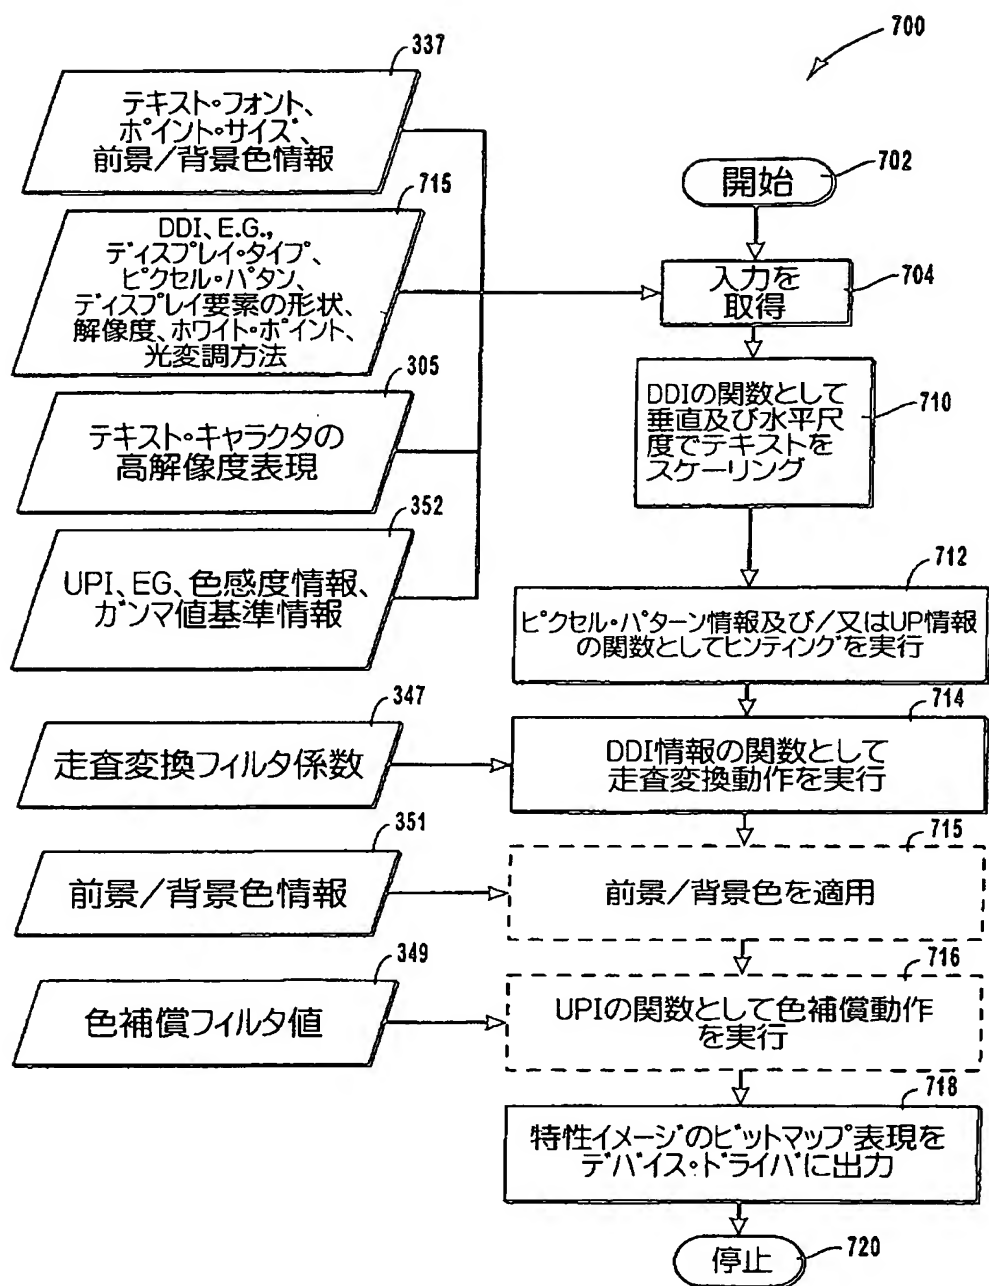 700
337
テキスト・フォント、
ポイント・サイズ、
前景/背景色情報
715
DDI、E.G.,
ディスプレイ・タイプ、
ピクセル・パタン、
ディスプレイ要素の形状、
解像度、ホワイト・ポイント、
光変調方法
305
テキスト・キャラクタの
高解像度表現
352
UPI、EG、色感度情報、
ガンマ値基準情報
開始
702
入力を
取得
704
DDIの関数として
垂直及び水平尺
度でテキストを
スケーリング
710
712
ピクセル・パターン情報及び/又はUP情報
の関数としてヒンティングを実行
347
走査変換フィルタ係数
714
DDI情報の関数として
走査変換動作を実行
351
前景/背景色情報
715
前景/背景色を適用
349
色補償フィルタ値
716
UPIの関数として色補償動作
を実行
718
特性イメージのビットマップ表現を
デバイス・ドライバに出力
停止
720